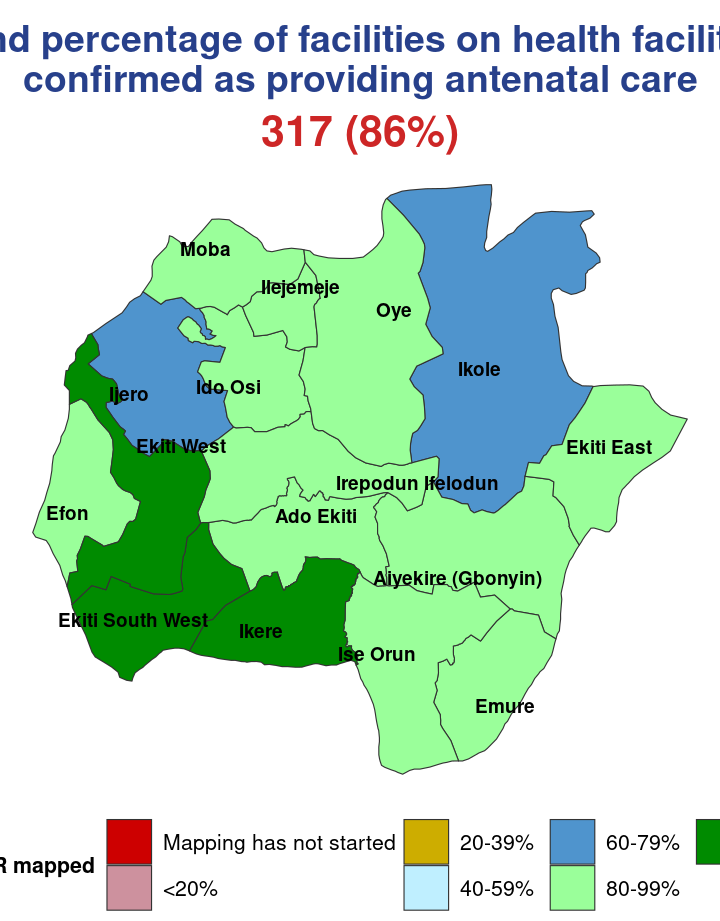 nd percentage of facilities on health facilit
confirmed as providing antenatal care
317 (86%)
Moba
Ilejemeje
Oye
Ikole
Ijero
Ido Osi
Ekiti West
Ekiti East
Irepodun Ifelodun
Efon
Ado Ekiti
Aiyekire (Gbonyin)
Ekiti South West
Ikere
Ise Orun
Emure
R mapped
Mapping has not started
20-39%
60-79%
<20%
40-59%
80-99%